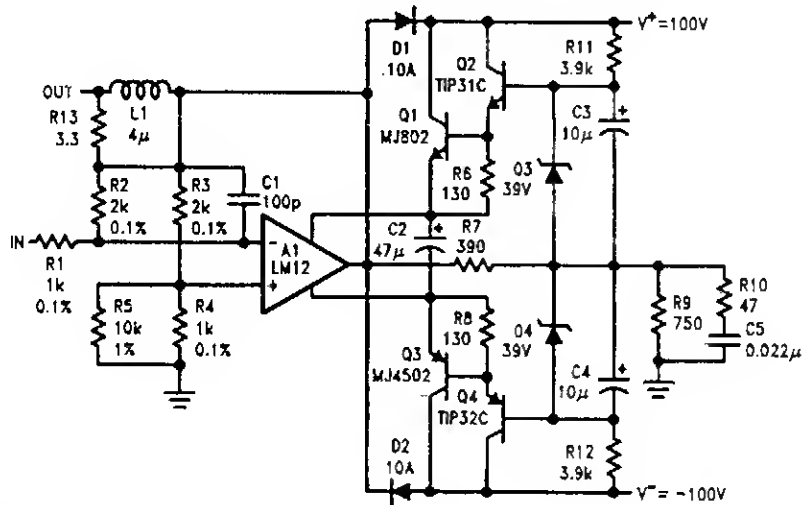 V⁺=100V
D1
.10A
Q2
TIP31C
R11
3.9k
OUT
L1
4μ
R13
3.3
Q1
MJ802
C3
10μ
+
R2
2k
0.1%
R3
2k
0.1%
C1
100p
R6
130
03
39V
IN
R1
1k
0.1%
-
A1
LM12
+
C2
47μ
+
R7
390
R5
10k
1%
R4
1k
0.1%
R8
130
04
39V
R9
750
R10
47
C5
0.022μ
Q3
MJ4502
Q4
TIP32C
C4
10μ
+
D2
10A
R12
3.9k
V⁻= -100V